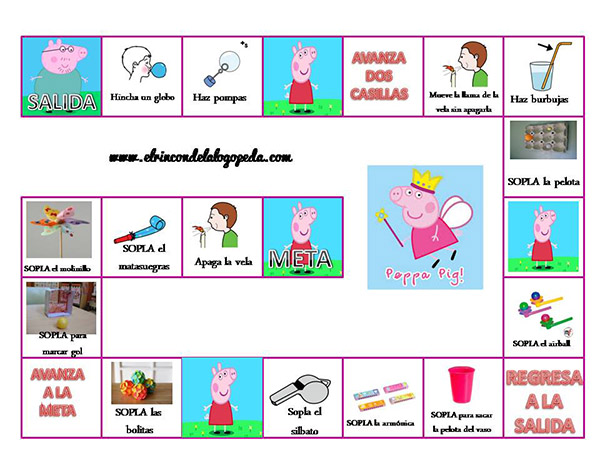 SALIDA
Hincha un globo
Haz pompas
AVANZA
DOS
CASILLAS
Mueve la llama de la
vela sin apagarla
Haz burbujas
SOPLA la pelota
SOPLA el airball
REGRESA
A LA
SALIDA
SOPLA para sacar
la pelota del vaso
SOPLA la armónica
Sopla el
silbato
SOPLA las
bolitas
AVANZA
A LA
META
SOPLA para
marcar gol
SOPLA el molinillo
SOPLA el
matasuegras
Apaga la vela
META
www.elrincondelalogopeda.com
Peppa Pig!